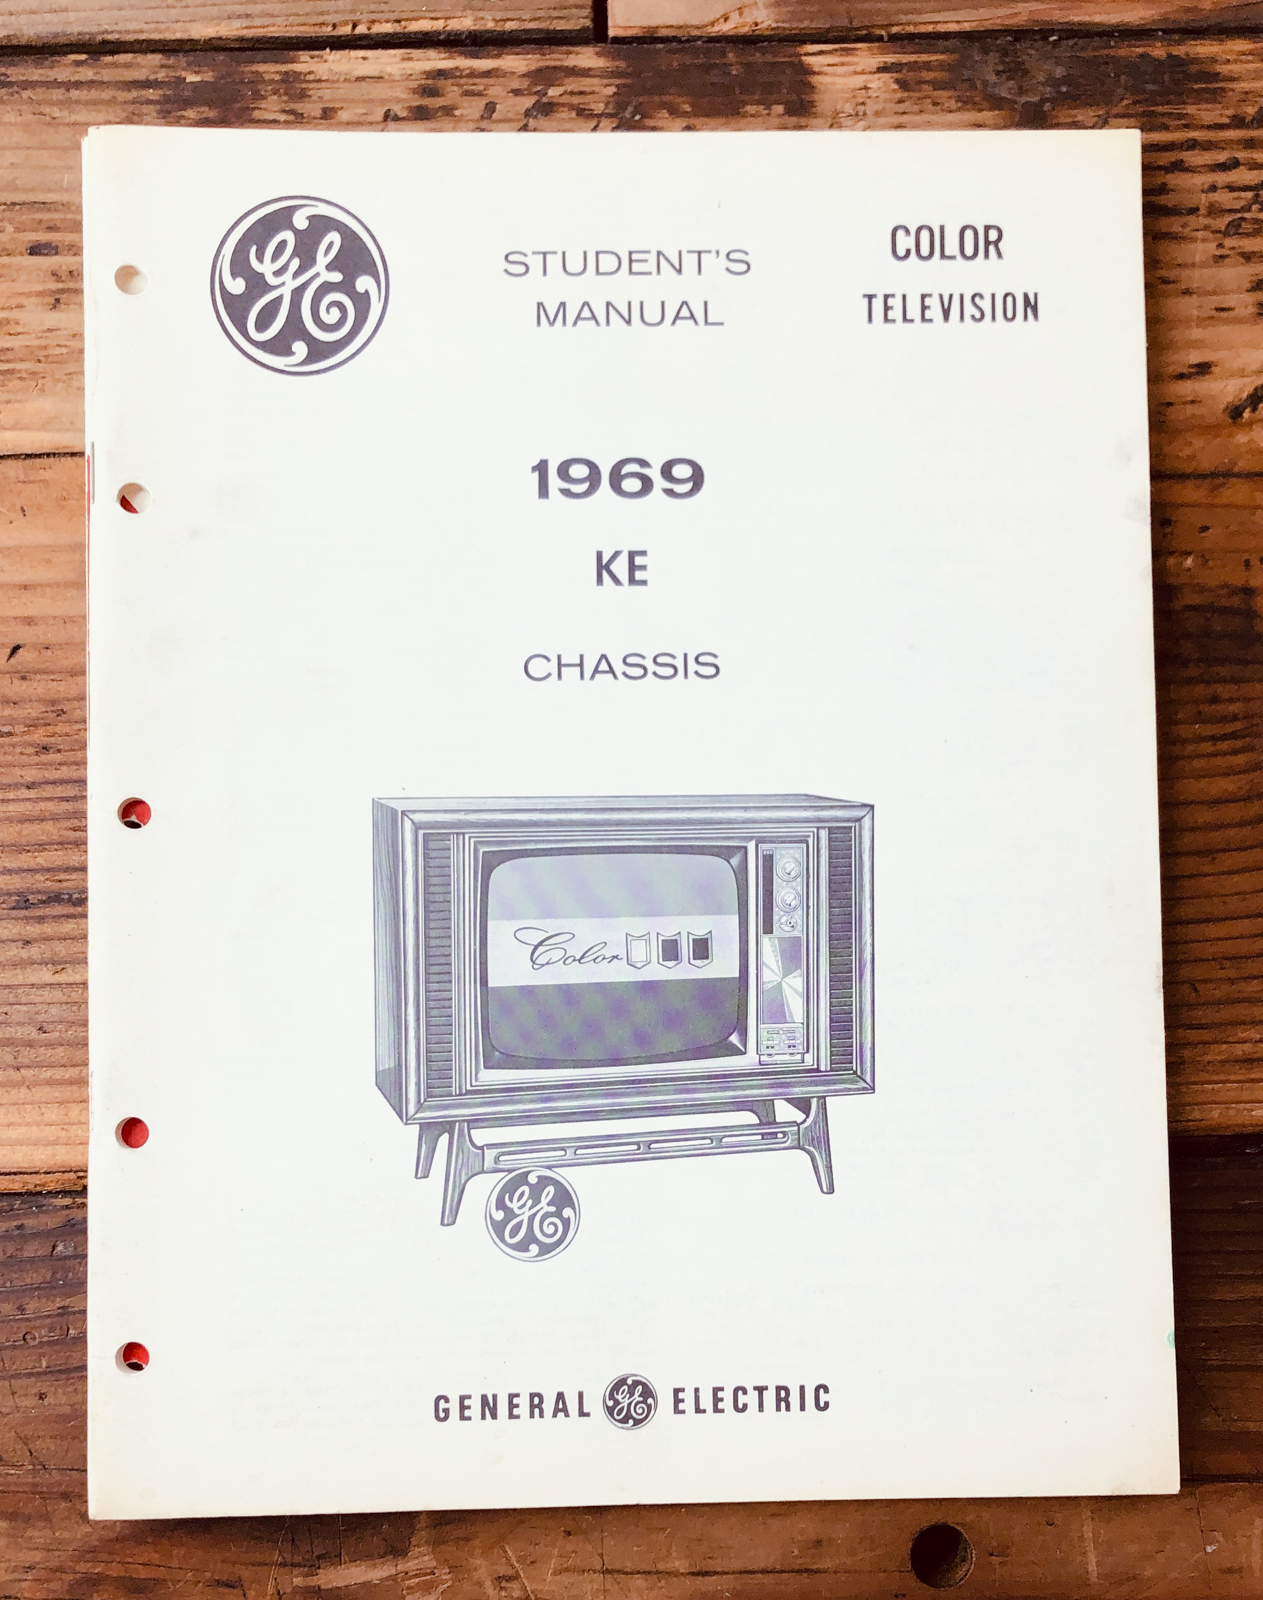 GE
STUDENT'S
MANUAL
COLOR
TELEVISION
1969
KE
CHASSIS
Color
GE
GENERAL GE ELECTRIC